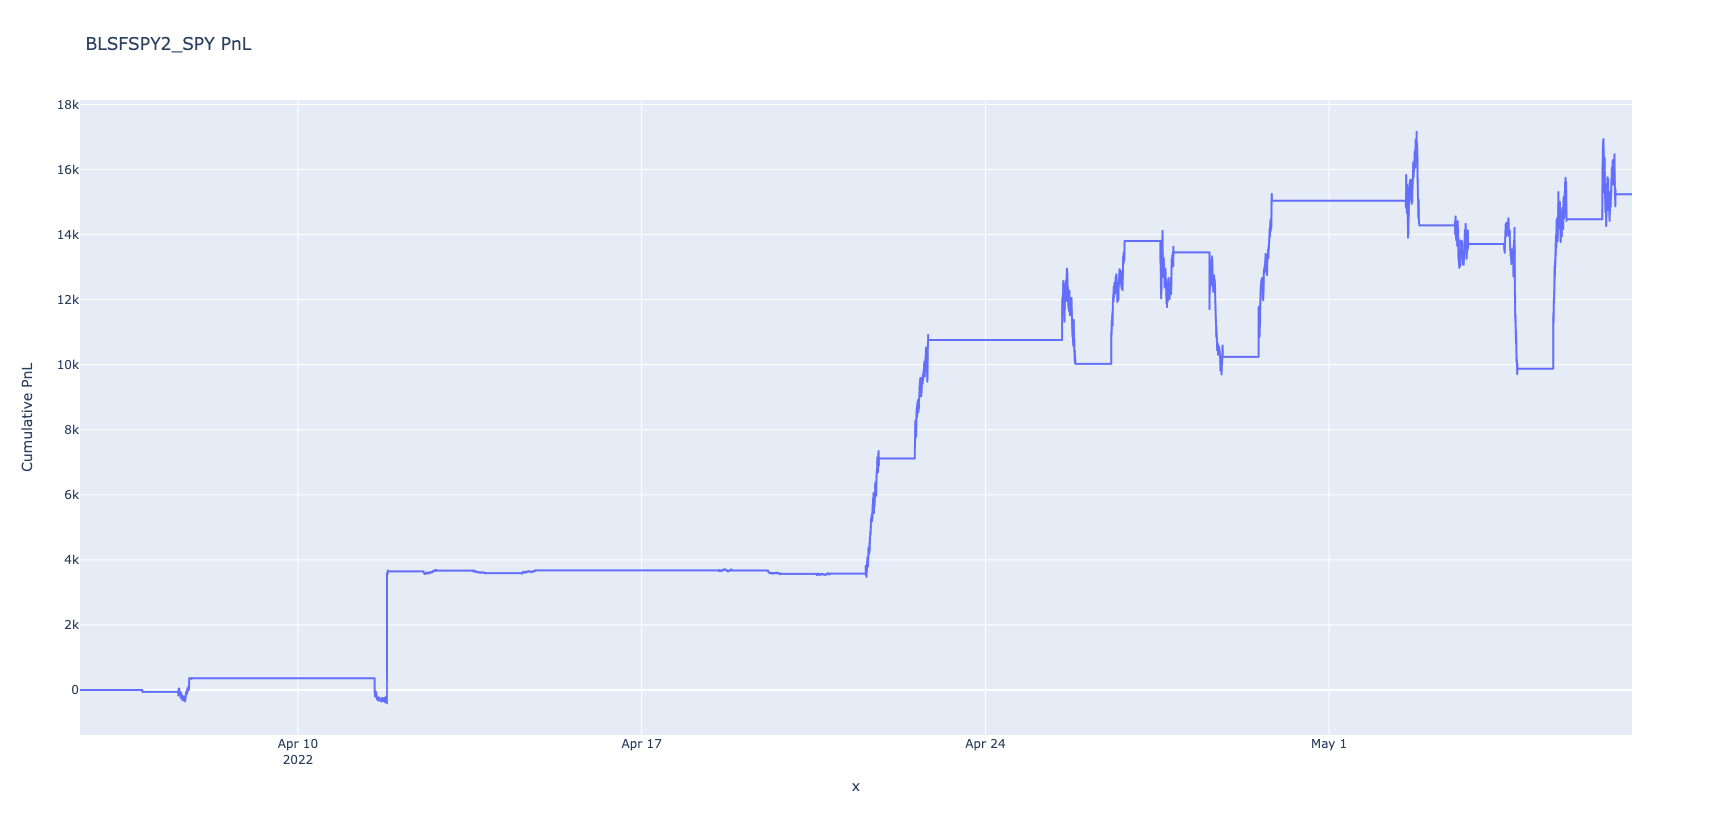 BLSFSPY2_SPY PnL
18k
16k
14k
12k
10k
8k
6k
4k
2k
0
Cumulative PnL
Apr 10
2022
Apr 17
Apr 24
May 1
x